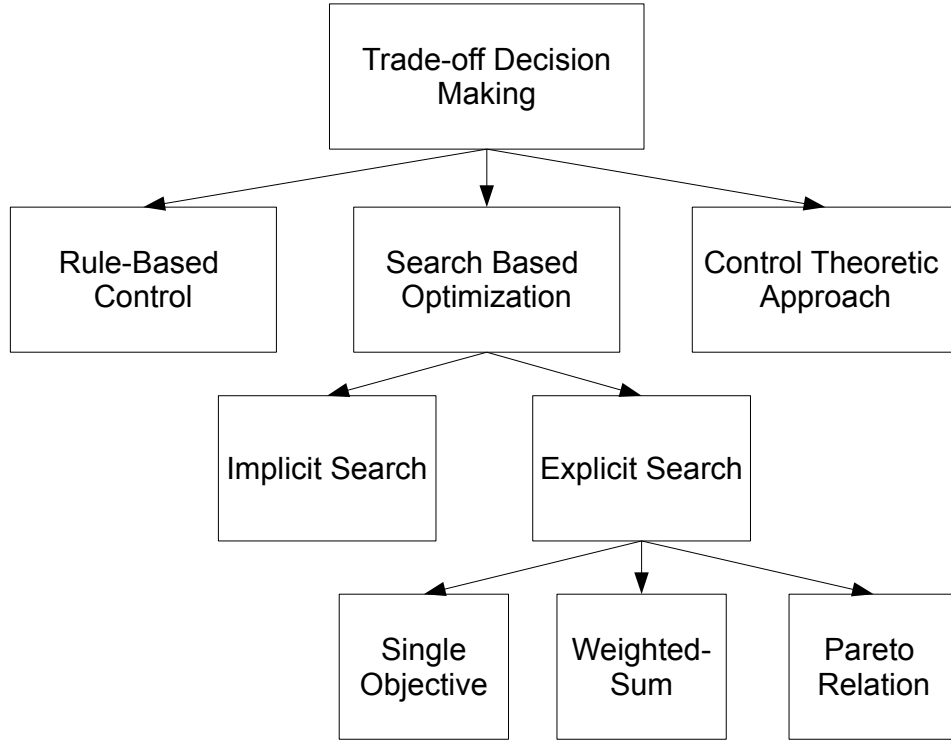 Trade-off Decision
Making
Rule-Based
Control
Search Based
Optimization
Control Theoretic
Approach
Implicit Search
Explicit Search
Single
Objective
Weighted-
Sum
Pareto
Relation